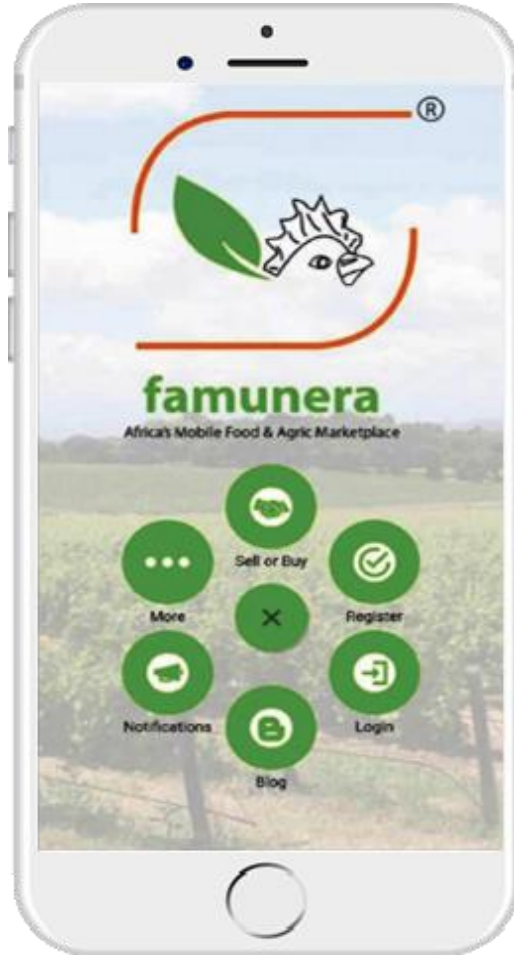 ®
famunera
Africa's Mobile Food & Agric Marketplace
Sell or Buy
More
Register
Notifications
Login
Blog